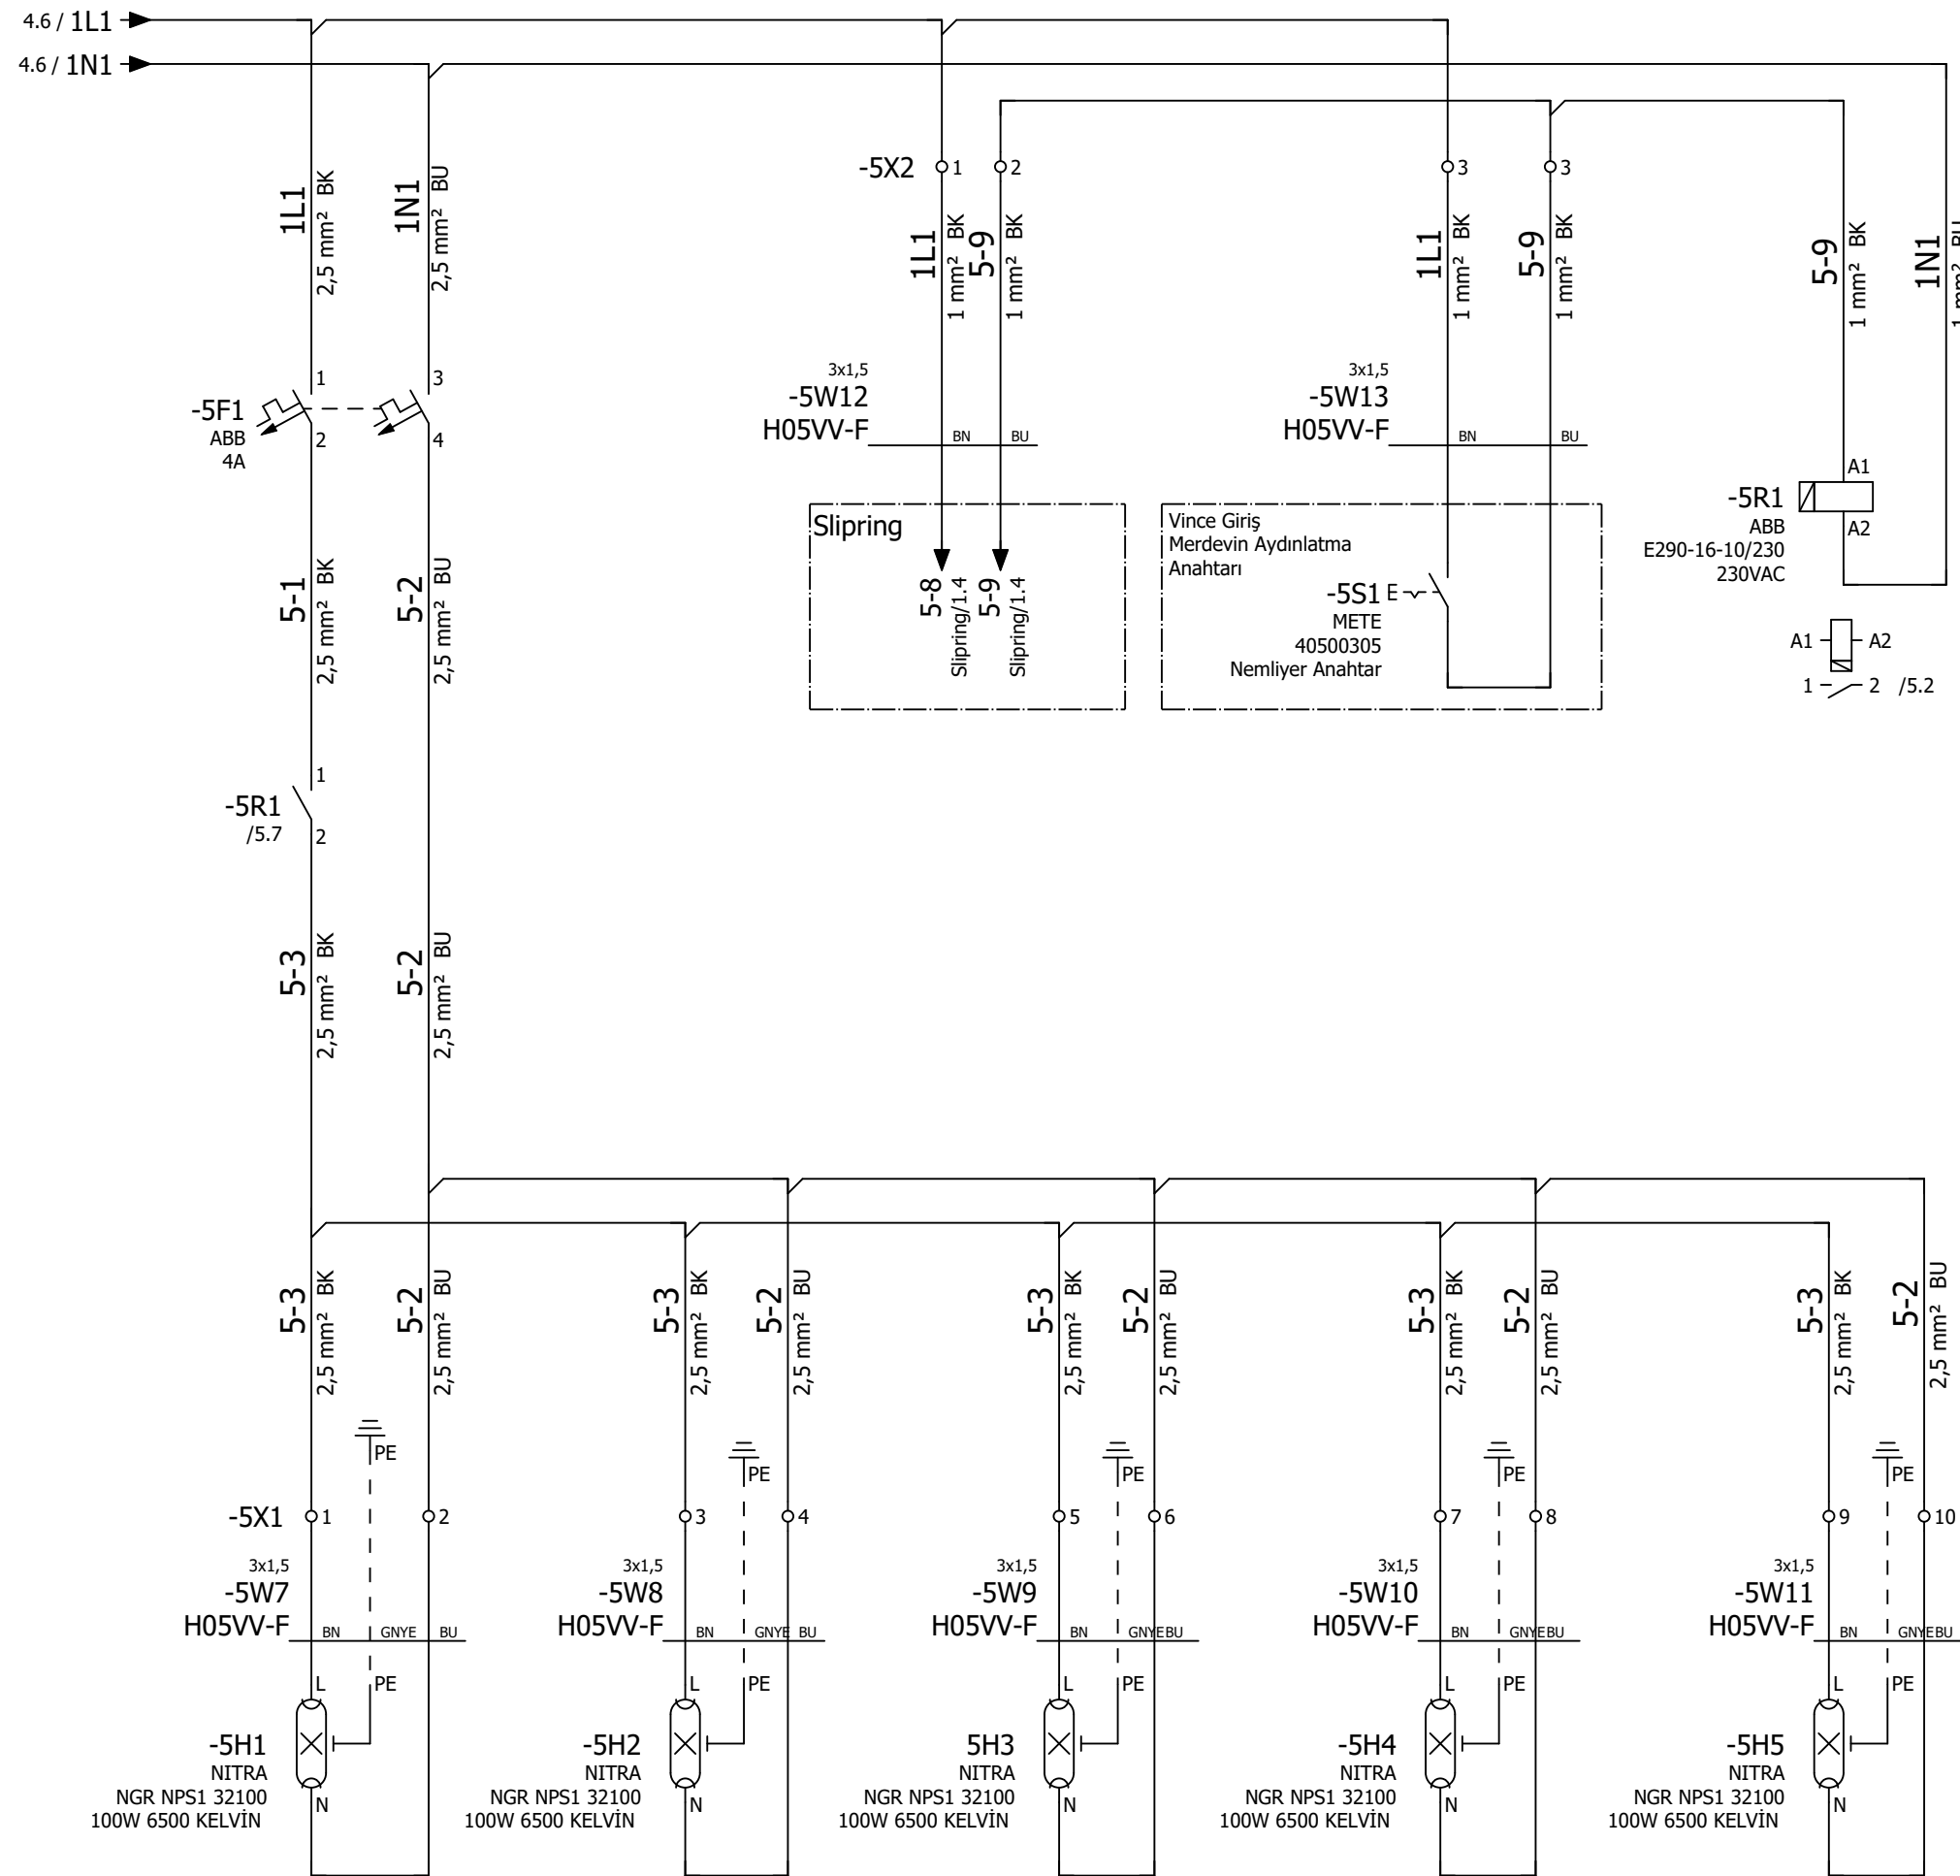 4.6 / 1L1
4.6 / 1N1
1L1
2,5 mm² BK
1N1
2,5 mm² BU
-5X2
1
2
3
3
1L1
1 mm² BK
5-9
1 mm² BK
1L1
1 mm² BK
5-9
1 mm² BK
5-9
1 mm² BK
1N1
1 mm² BU
-5F1
ABB
4A
1
2
3
4
3x1,5
-5W12
H05VV-F
BN
BU
3x1,5
-5W13
H05VV-F
BN
BU
Slipring
5-8
Slipring/1.4
5-9
Slipring/1.4
Vince Giriş
Merdevin Aydınlatma
Anahtarı
-5S1
E
METE
40500305
Nemliyer Anahtar
-5R1
ABB
E290-16-10/230
230VAC
A1
A2
A1
A2
1
2 /5.2
5-1
2,5 mm² BK
5-2
2,5 mm² BU
-5R1
/5.7
1
2
5-3
2,5 mm² BK
5-2
2,5 mm² BU
5-3
2,5 mm² BK
5-2
2,5 mm² BU
5-3
2,5 mm² BK
5-2
2,5 mm² BU
5-3
2,5 mm² BK
5-2
2,5 mm² BU
5-3
2,5 mm² BK
5-2
2,5 mm² BU
5-3
2,5 mm² BK
5-2
2,5 mm² BU
PE
PE
PE
PE
PE
-5X1
1
2
3
4
5
6
7
8
9
10
3x1,5
-5W7
H05VV-F
BN
GNYE
BU
3x1,5
-5W8
H05VV-F
BN
GNYE
BU
3x1,5
-5W9
H05VV-F
BN
GNYE
BU
3x1,5
-5W10
H05VV-F
BN
GNYE
BU
3x1,5
-5W11
H05VV-F
BN
GNYE
BU
L
PE
-5H1
NITRA
NGR NPS1 32100
100W 6500 KELVİN
N
L
PE
-5H2
NITRA
NGR NPS1 32100
100W 6500 KELVİN
N
L
PE
5H3
NITRA
NGR NPS1 32100
100W 6500 KELVİN
N
L
PE
-5H4
NITRA
NGR NPS1 32100
100W 6500 KELVİN
N
L
PE
-5H5
NITRA
NGR NPS1 32100
100W 6500 KELVİN
N